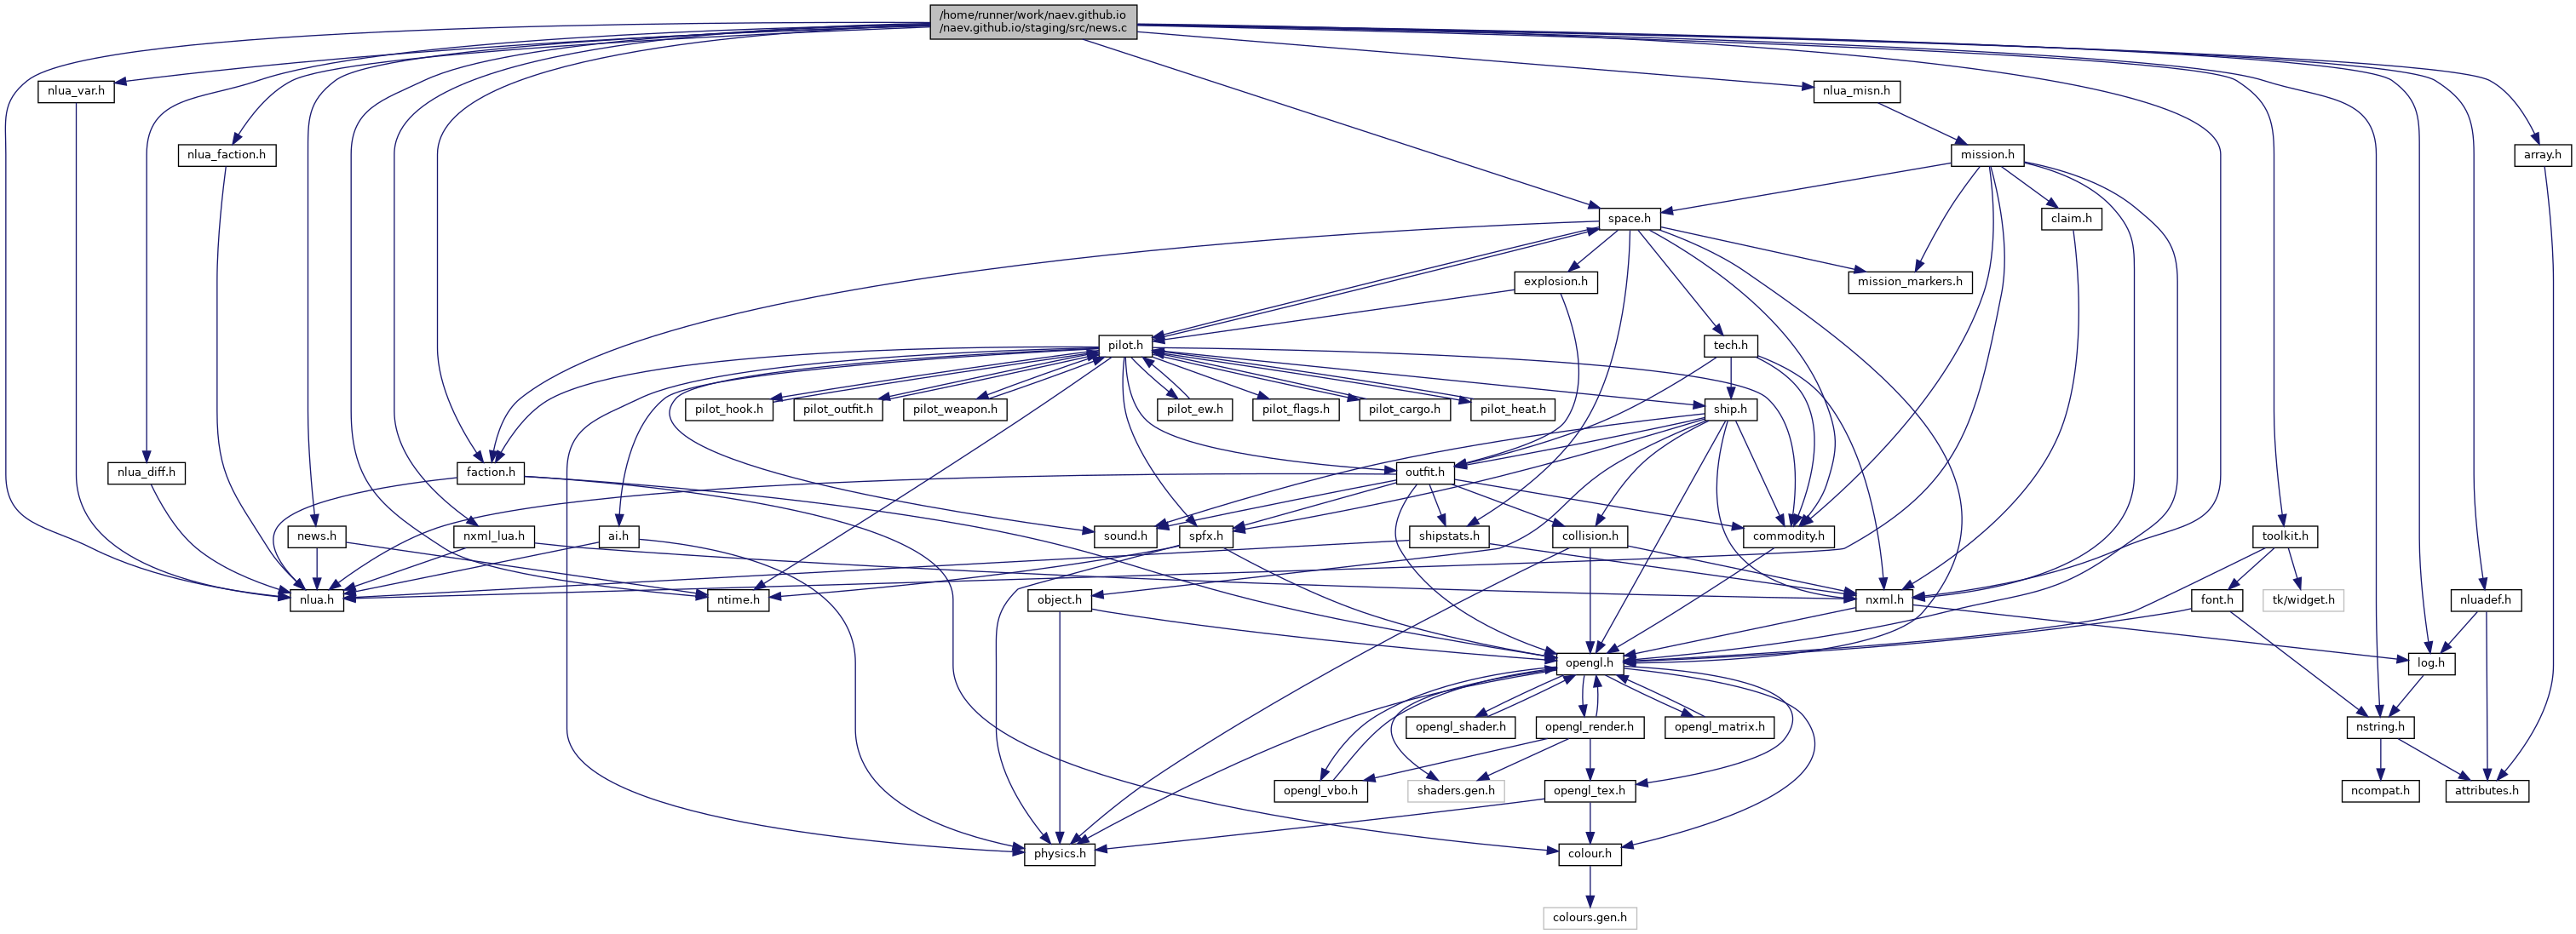 /home/runner/work/naev.github.io
/naev.github.io/staging/src/news.c
nlua_var.h
nlua_misn.h
nlua_faction.h
mission.h
array.h
space.h
claim.h
explosion.h
mission_markers.h
pilot.h
tech.h
pilot_hook.h
pilot_outfit.h
pilot_weapon.h
pilot_ew.h
pilot_flags.h
pilot_cargo.h
pilot_heat.h
ship.h
nlua_diff.h
faction.h
outfit.h
news.h
nxml_lua.h
ai.h
sound.h
spfx.h
shipstats.h
collision.h
commodity.h
toolkit.h
nlua.h
ntime.h
object.h
nxml.h
font.h
tk/widget.h
nluadef.h
opengl.h
log.h
opengl_shader.h
opengl_render.h
opengl_matrix.h
nstring.h
opengl_vbo.h
shaders.gen.h
opengl_tex.h
ncompat.h
attributes.h
physics.h
colour.h
colours.gen.h